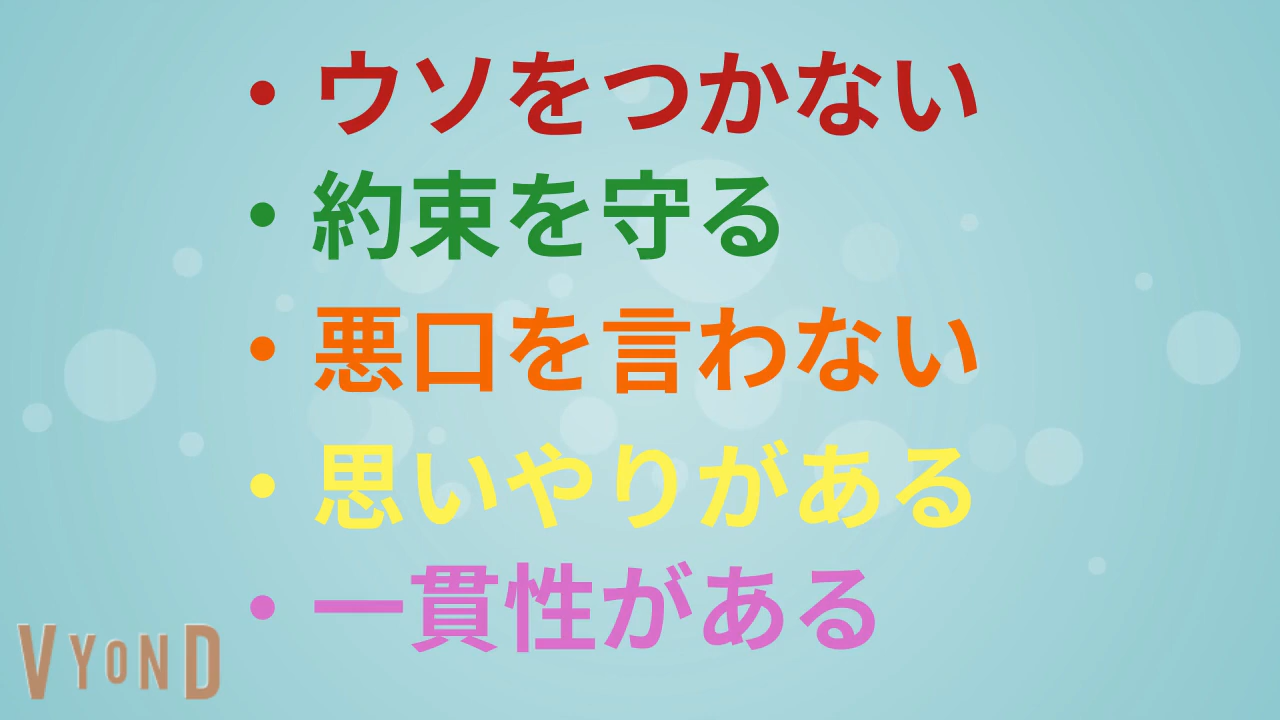 ・ウソをつかない
・約束を守る
・悪口を言わない
・思いやりがある
・一貫性がある
VYOND